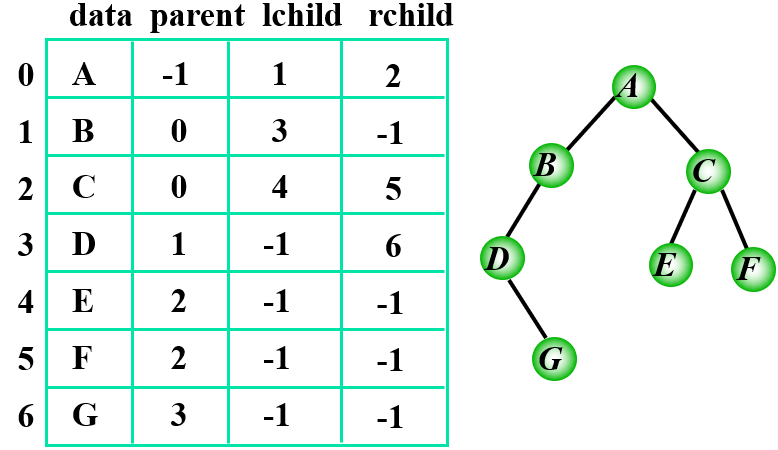 data parent lchild rchild
0 A -1 1 2
1 B 0 3 -1
2 C 0 4 5
3 D 1 -1 6
4 E 2 -1 -1
5 F 2 -1 -1
6 G 3 -1 -1
A
B C
D E F
G